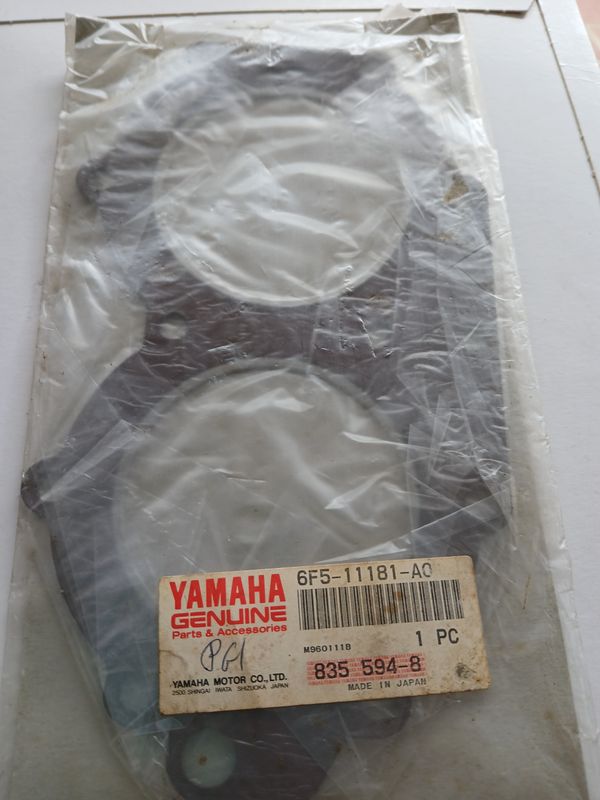 YAMAHA
GENUINE
Parts & Accessories
YAMAHA MOTOR CO., LTD.
2500 SHINGAI IWATA SHIZUOKA JAPAN
6F5-11181-A0
M960111B
1 PC
835 594-8
MADE IN JAPAN